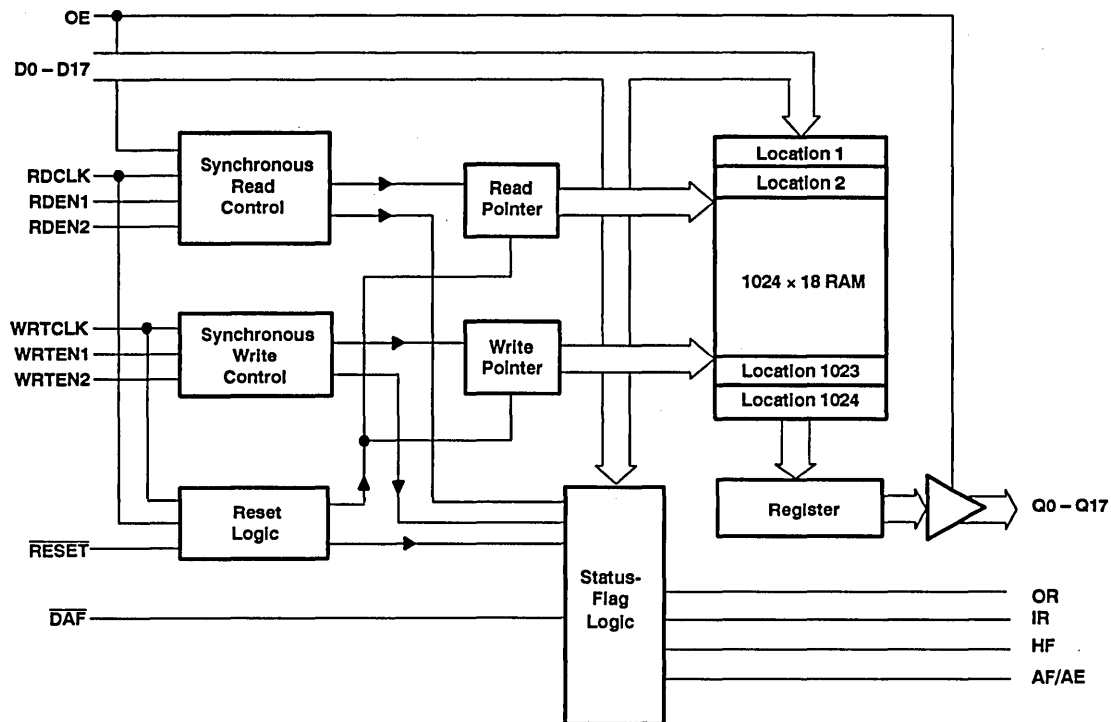 OE
D0 – D17
RDCLK
RDEN1
RDEN2
Synchronous
Read
Control
Read
Pointer
Location 1
Location 2
1024 × 18 RAM
Location 1023
Location 1024
WRTCLK
WRTEN1
WRTEN2
Synchronous
Write
Control
Write
Pointer
Reset
Logic
RESET
DAF
Status-
Flag
Logic
Register
Q0 – Q17
OR
IR
HF
AF/AE